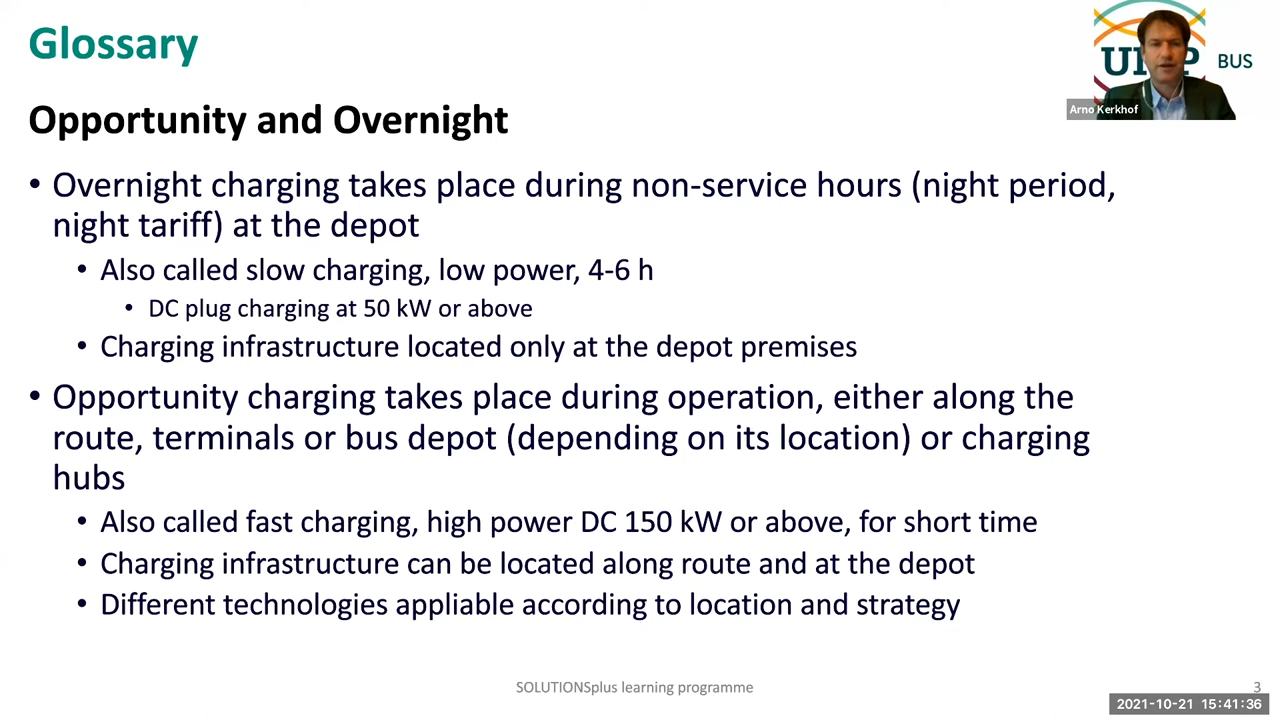 Glossary
BUS
Arno Kerkhof
Opportunity and Overnight
• Overnight charging takes place during non-service hours (night period,
night tariff) at the depot
• Also called slow charging, low power, 4-6 h
• DC plug charging at 50 kW or above
• Charging infrastructure located only at the depot premises
• Opportunity charging takes place during operation, either along the
route, terminals or bus depot (depending on its location) or charging
hubs
• Also called fast charging, high power DC 150 kW or above, for short time
• Charging infrastructure can be located along route and at the depot
• Different technologies appliable according to location and strategy
SOLUTIONSplus learning programme
3
2021-10-21 15:41:36